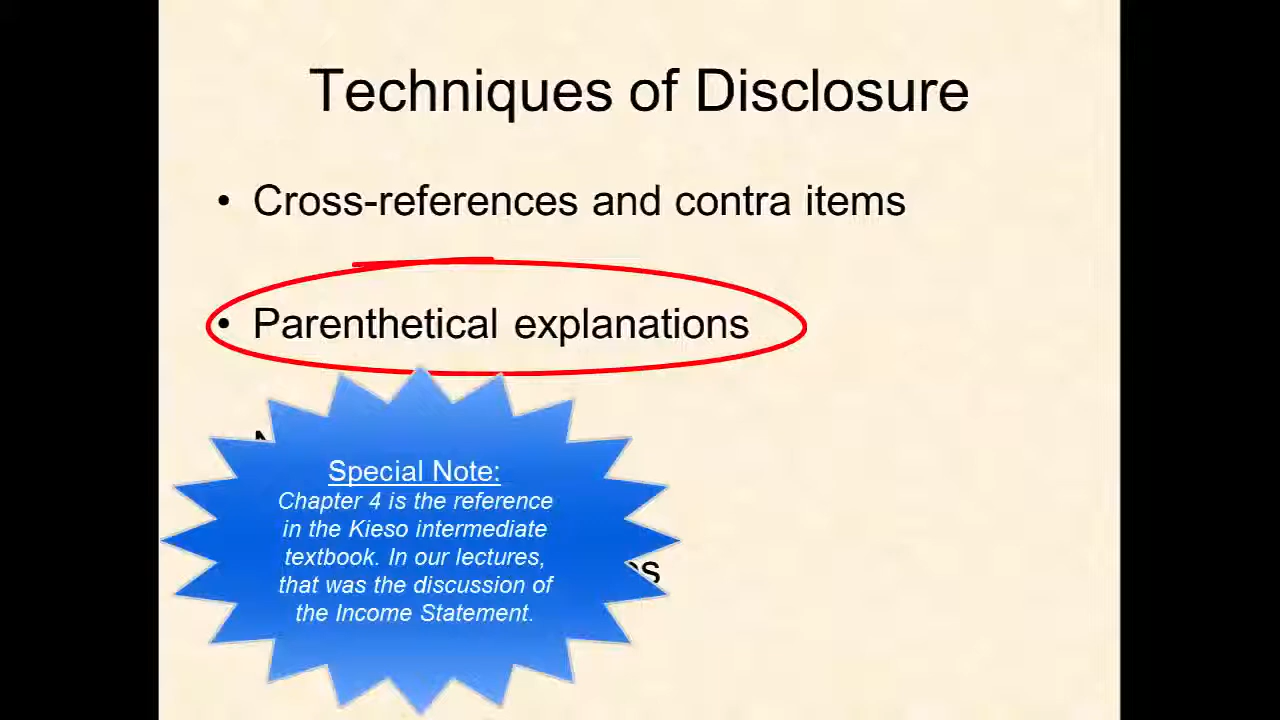 Techniques of Disclosure
• Cross-references and contra items
• Parenthetical explanations
Special Note:
Chapter 4 is the reference
in the Kieso intermediate
textbook. In our lectures,
that was the discussion of
the Income Statement.